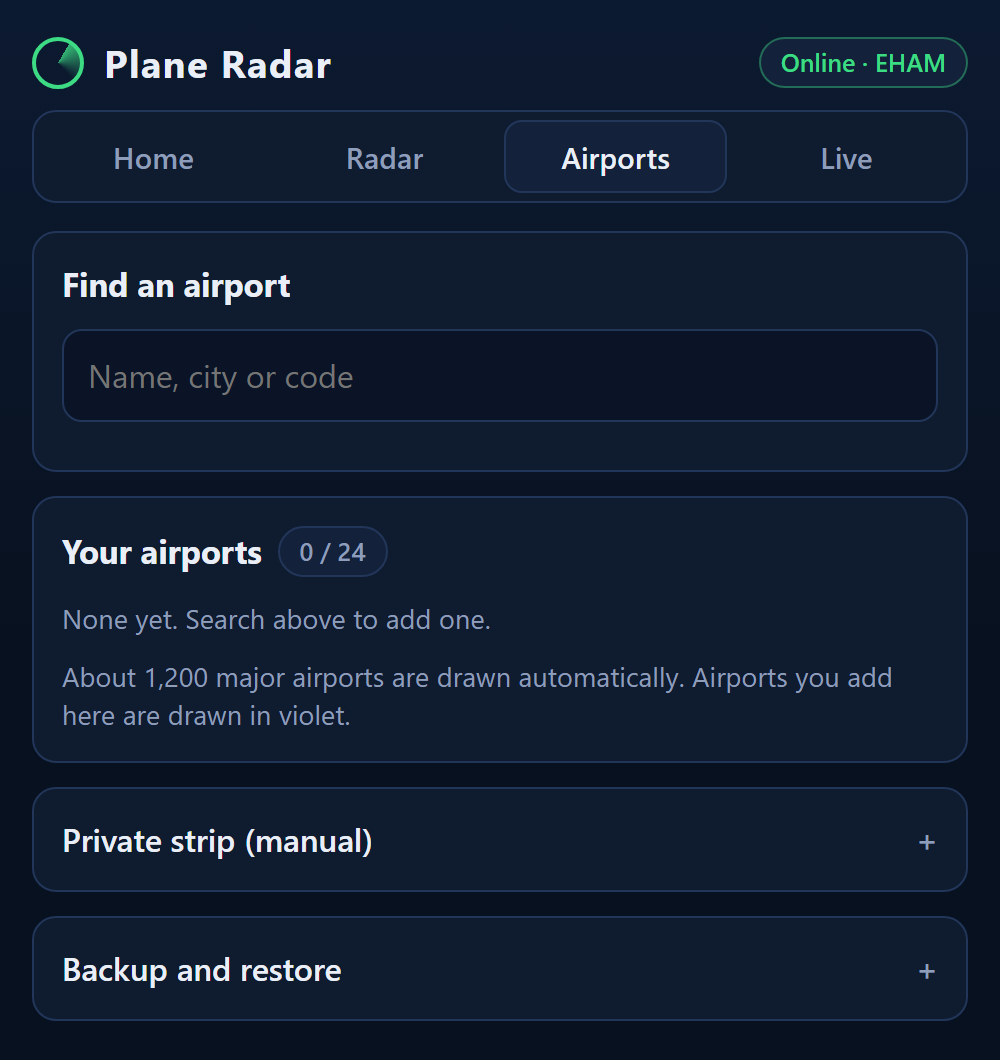 Plane Radar
Online · EHAM
Home
Radar
Airports
Live
Find an airport
Name, city or code
Your airports
0 / 24
None yet. Search above to add one.
About 1,200 major airports are drawn automatically. Airports you add
here are drawn in violet.
Private strip (manual)
+
Backup and restore
+